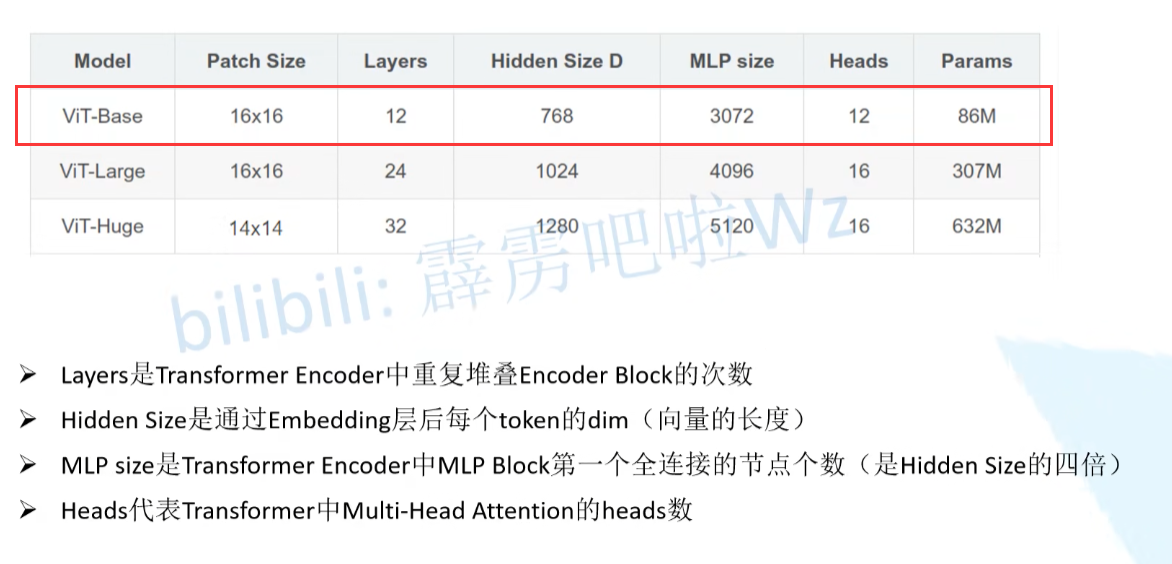 Model Patch Size Layers Hidden Size D MLP size Heads Params
ViT-Base 16x16 12 768 3072 12 86M
ViT-Large 16x16 24 1024 4096 16 307M
ViT-Huge 14x14 32 1280 5120 16 632M
bilibili: 霹雳吧啦Wz
➢ Layers是Transformer Encoder中重复堆叠Encoder Block的次数
➢ Hidden Size是通过Embedding层后每个token的dim（向量的长度）
➢ MLP size是Transformer Encoder中MLP Block第一个全连接的节点个数（是Hidden Size的四倍）
➢ Heads代表Transformer中Multi-Head Attention的heads数